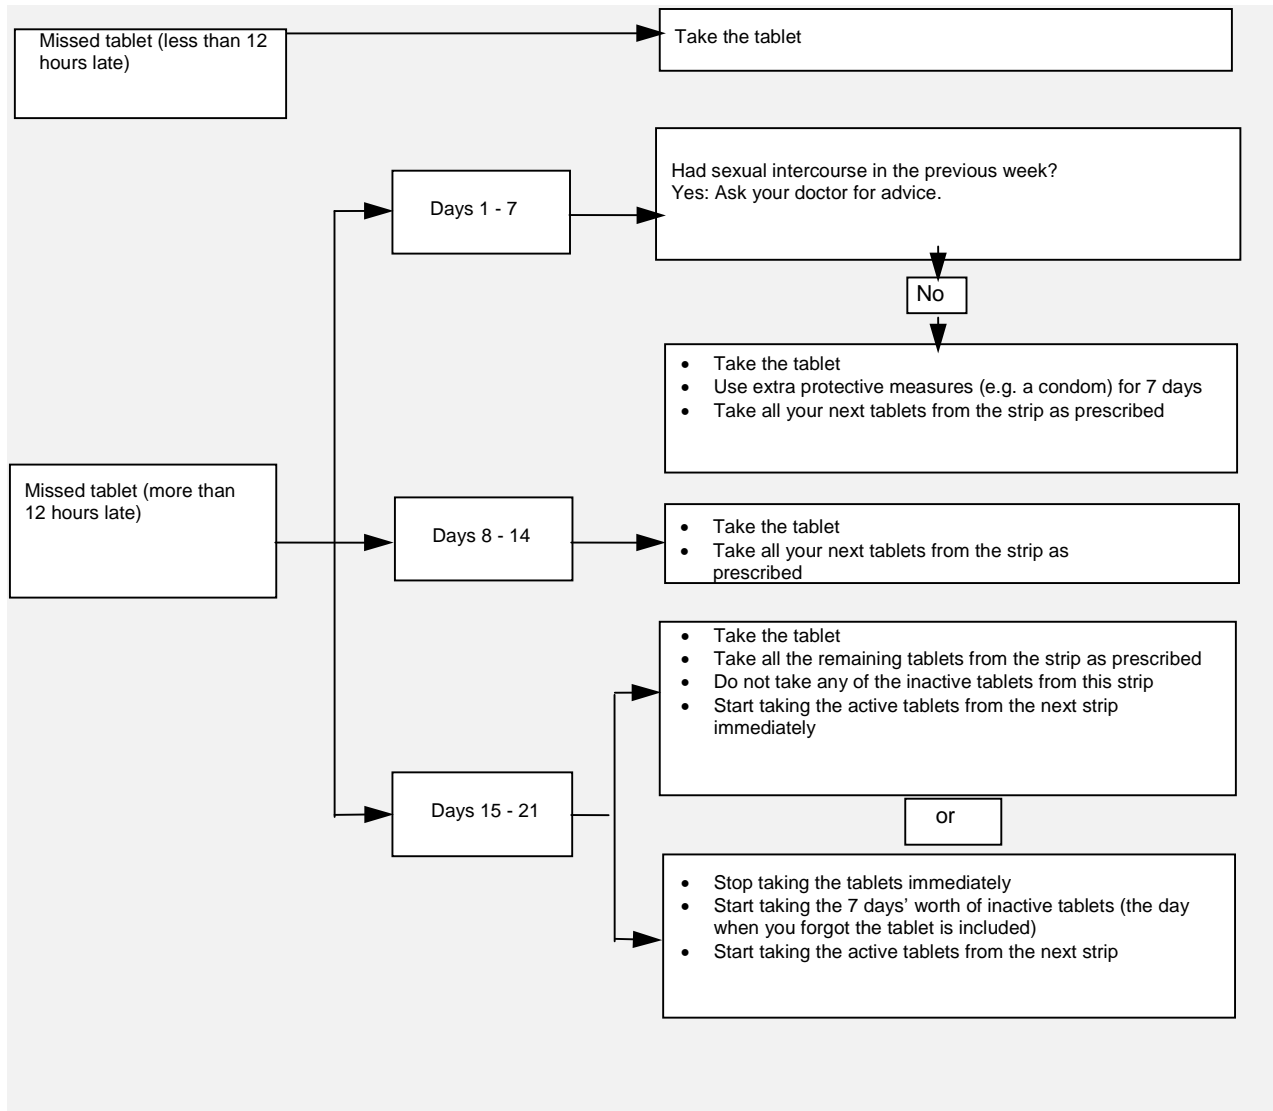 Missed tablet (less than 12
hours late)
Take the tablet
Had sexual intercourse in the previous week?
Yes: Ask your doctor for advice.
Days 1 - 7
No
• Take the tablet
• Use extra protective measures (e.g. a condom) for 7 days
• Take all your next tablets from the strip as prescribed
Missed tablet (more than
12 hours late)
Days 8 - 14
• Take the tablet
• Take all your next tablets from the strip as
prescribed
• Take the tablet
• Take all the remaining tablets from the strip as prescribed
• Do not take any of the inactive tablets from this strip
• Start taking the active tablets from the next strip
immediately
Days 15 - 21
or
• Stop taking the tablets immediately
• Start taking the 7 days’ worth of inactive tablets (the day
when you forgot the tablet is included)
• Start taking the active tablets from the next strip